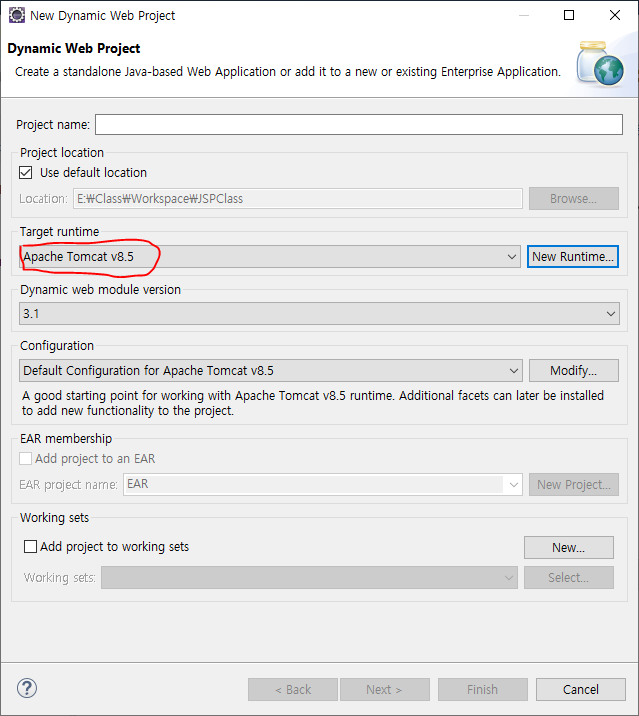 New Dynamic Web Project
Dynamic Web Project
Create a standalone Java-based Web Application or add it to a new or existing Enterprise Application.
Project name:
Project location
Use default location
Location: E:₩Class₩Workspace₩JSPClass Browse...
Target runtime
Apache Tomcat v8.5 New Runtime...
Dynamic web module version
3.1
Configuration
Default Configuration for Apache Tomcat v8.5 Modify...
A good starting point for working with Apache Tomcat v8.5 runtime. Additional facets can later be installed
to add new functionality to the project.
EAR membership
Add project to an EAR
EAR project name: EAR New Project...
Working sets
Add project to working sets New...
Working sets: Select...
? < Back Next > Finish Cancel